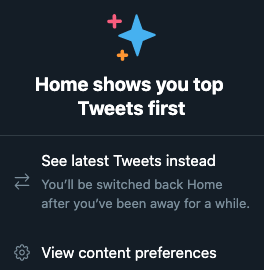 Home shows you top
Tweets first
See latest Tweets instead
You’ll be switched back Home
after you’ve been away for a while.
View content preferences